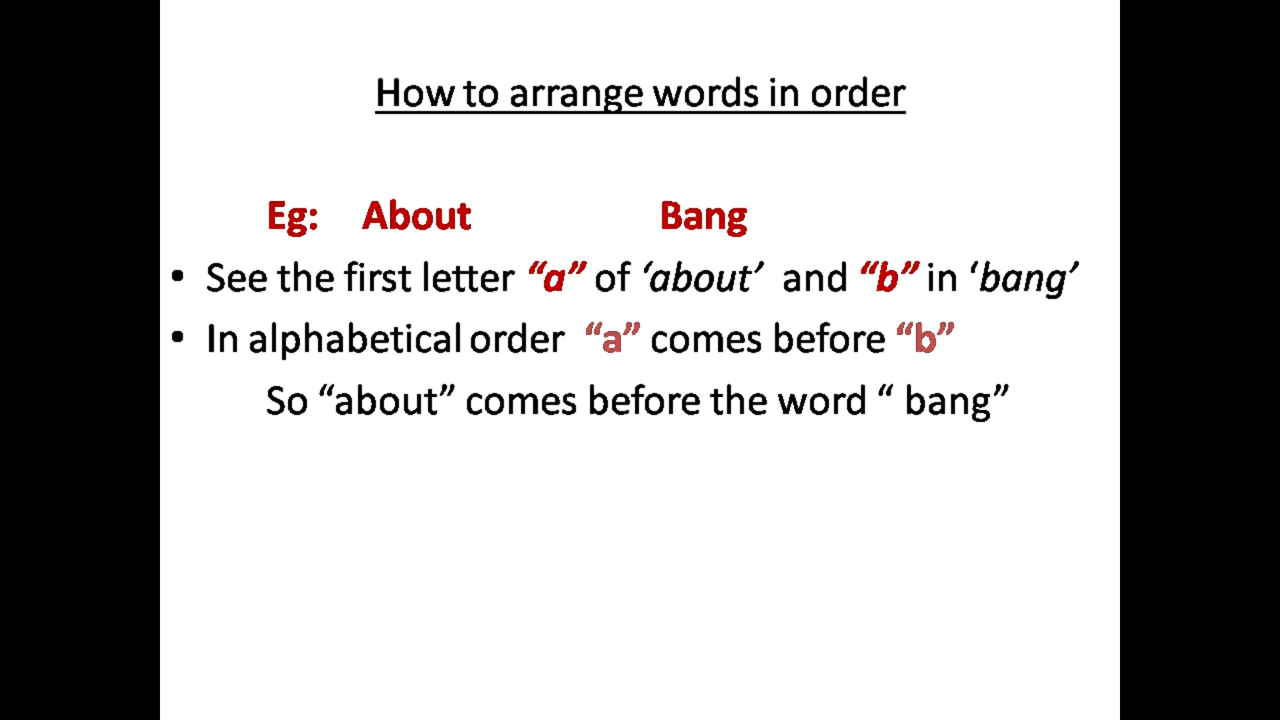 How to arrange words in order
Eg: About Bang
• See the first letter “a” of ‘about’ and “b” in ‘bang’
• In alphabetical order “a” comes before “b”
So “about” comes before the word “ bang”